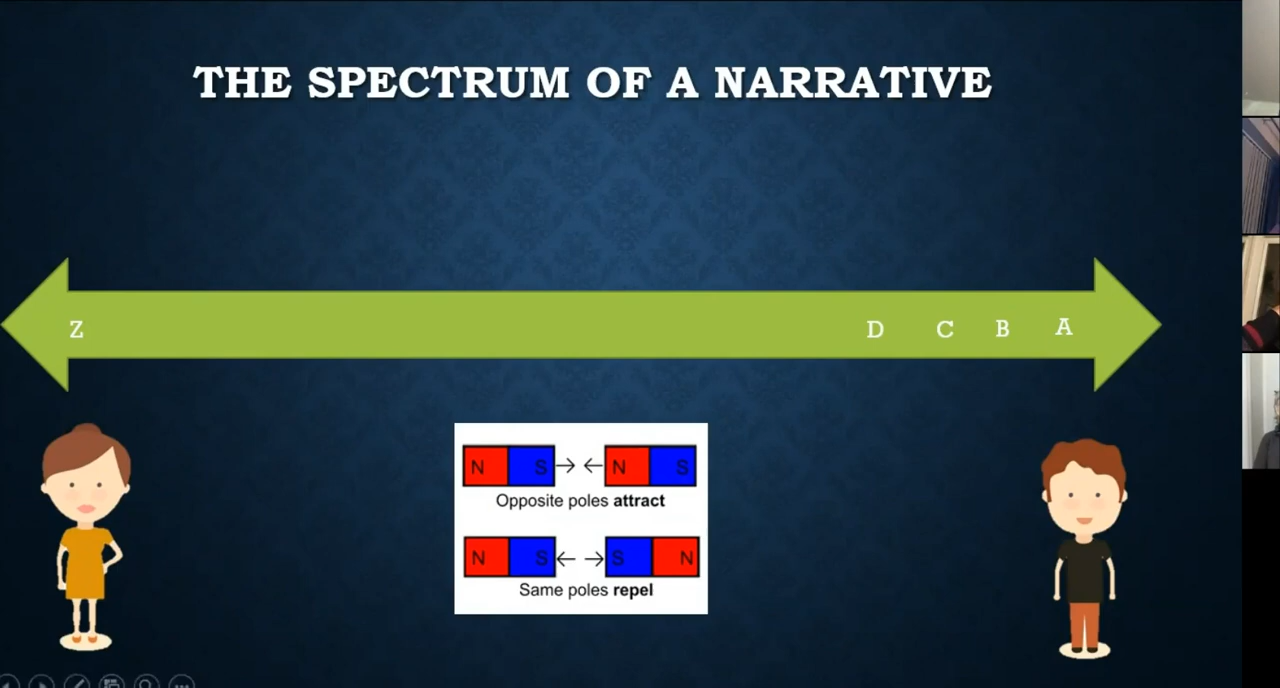 THE SPECTRUM OF A NARRATIVE
Z D C B A
N S → ← N S
Opposite poles attract
N S ← → S N
Same poles repel